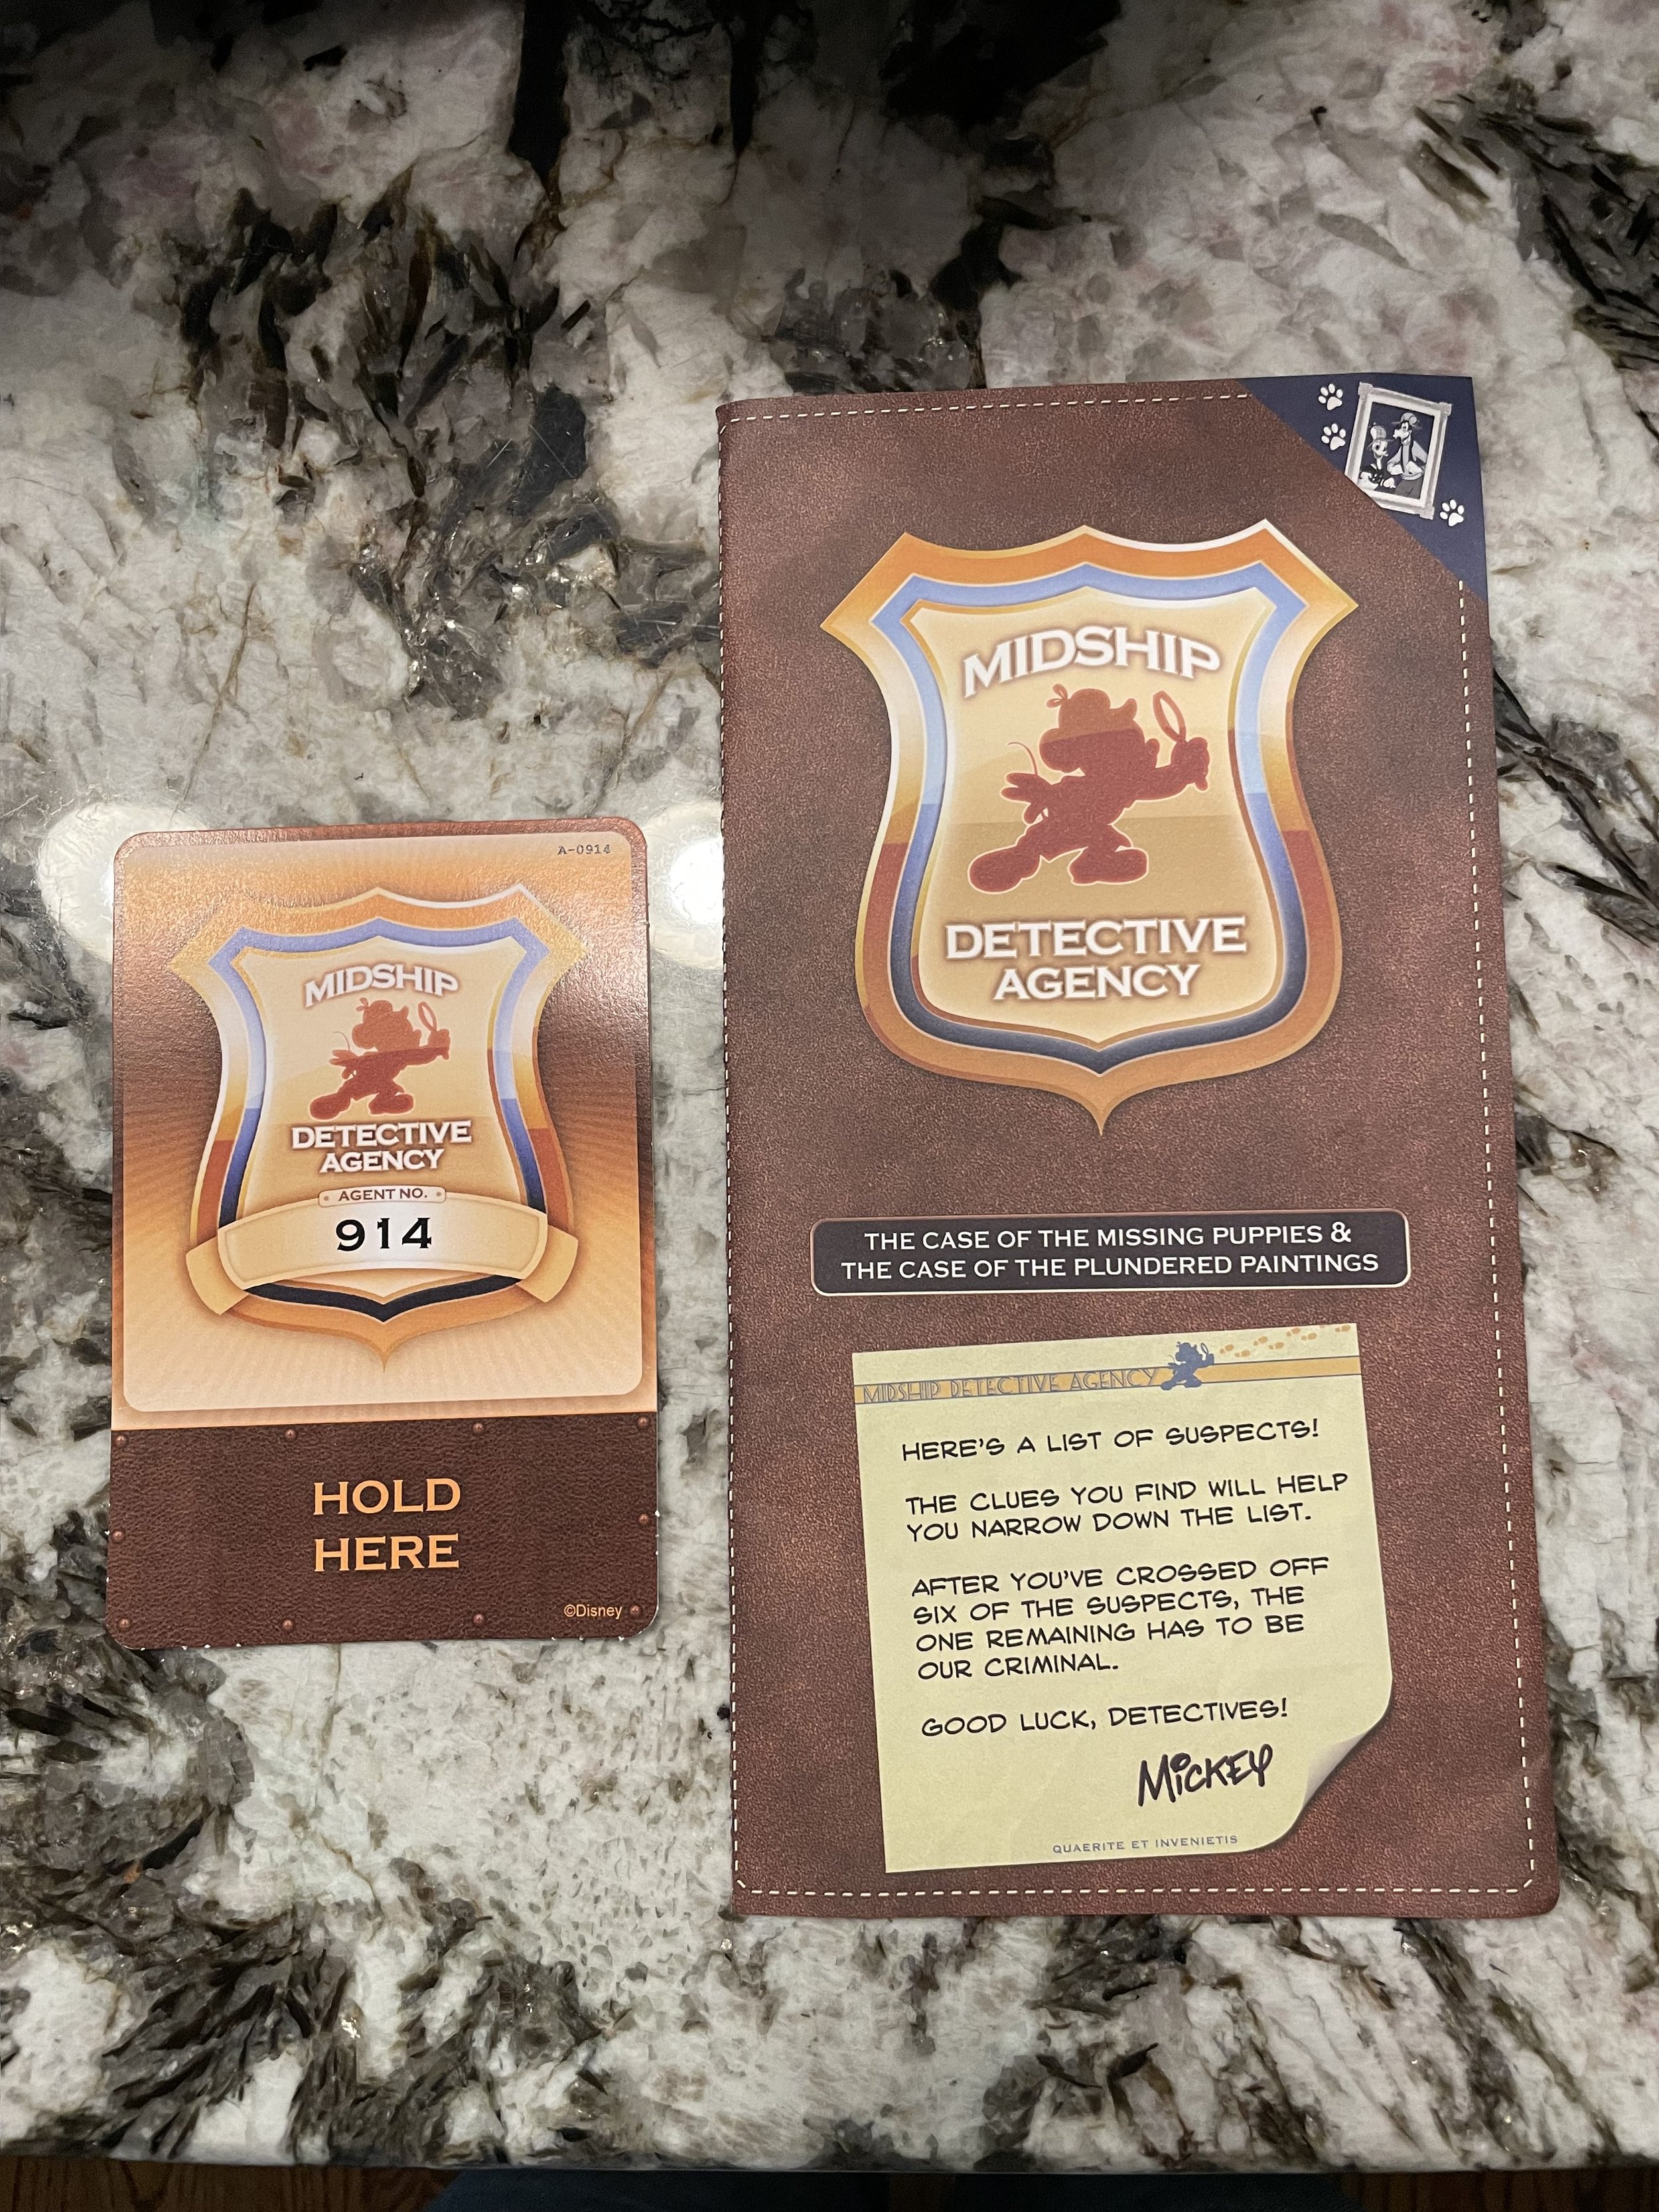 A-0914
MIDSHIP
DETECTIVE
AGENCY
AGENT NO.
914
HOLD
HERE
©Disney
MIDSHIP
DETECTIVE
AGENCY
THE CASE OF THE MISSING PUPPIES &
THE CASE OF THE PLUNDERED PAINTINGS
MIDSHIP DETECTIVE AGENCY
HERE'S A LIST OF SUSPECTS!
THE CLUES YOU FIND WILL HELP
YOU NARROW DOWN THE LIST.
AFTER YOU'VE CROSSED OFF
SIX OF THE SUSPECTS, THE
ONE REMAINING HAS TO BE
OUR CRIMINAL.
GOOD LUCK, DETECTIVES!
MICKEY
QUAERITE ET INVENIETIS